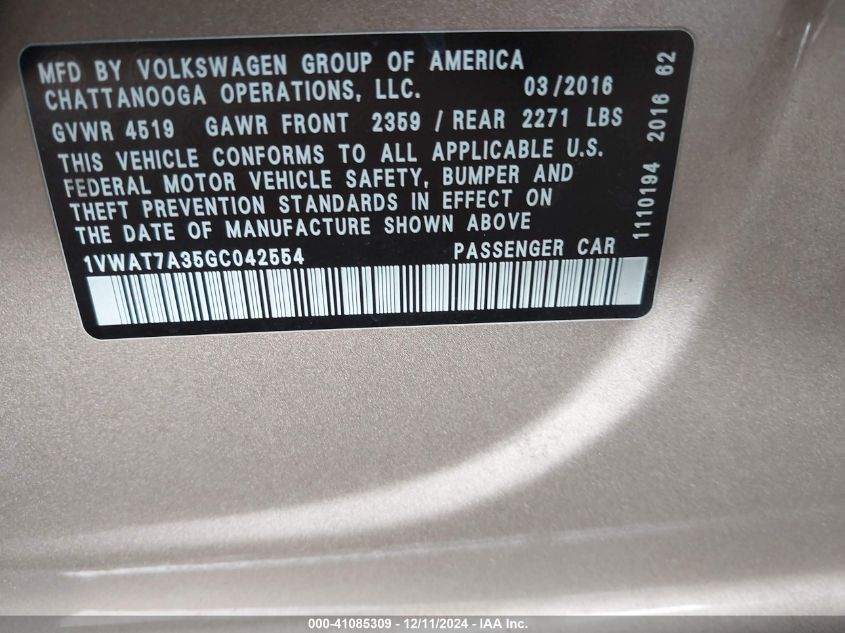 MFD BY VOLKSWAGEN GROUP OF AMERICA
CHATTANOOGA OPERATIONS, LLC. 03/2016
GVWR 4519 GAWR FRONT 2359 / REAR 2271 LBS
THIS VEHICLE CONFORMS TO ALL APPLICABLE U.S.
FEDERAL MOTOR VEHICLE SAFETY, BUMPER AND
THEFT PREVENTION STANDARDS IN EFFECT ON
THE DATE OF MANUFACTURE SHOWN ABOVE
1VWAT7A35GC042554 PASSENGER CAR
1110194 2016 62
000-41085309 - 12/11/2024 - IAA Inc.